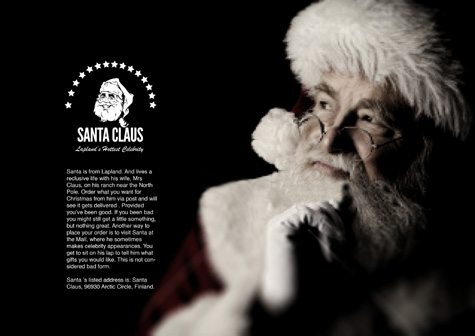 SANTA CLAUS
Lapland's Hottest Celebrity
Santa is from Lapland. And lives a
reclusive life with his wife, Mrs
Claus, on his ranch near the North
Pole. Order what you want for
Christmas from him via post and will
see it gets delivered . Provided
you've been good. If you been bad
you might still get a little something,
but nothing great. Another way to
place your order is to visit Santa at
the Mall, where he sometimes
makes celebrity appearances. You
get to sit on his lap to tell him what
gifts you would like. This is not con-
sidered bad form.
Santa 's listed address is: Santa
Claus, 96930 Arctic Circle, Finland.